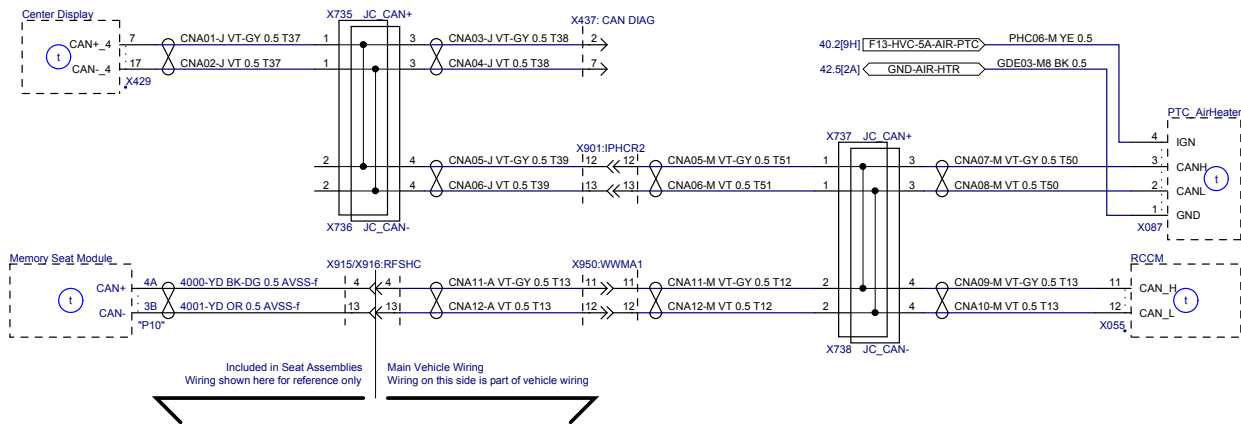 Center Display
X735 JC_CAN+
X437: CAN DIAG
CAN+_4 7 CNA01-J VT-GY 0.5 T37 1 3 CNA03-J VT-GY 0.5 T38 2
CAN-_4 17 CNA02-J VT 0.5 T37 1 3 CNA04-J VT 0.5 T38 7
t
X429
40.2[9H] F13-HVC-5A-AIR-PTC PHC06-M YE 0.5
42.5[2A] GND-AIR-HTR GDE03-M8 BK 0.5
PTC_AirHeater
4 IGN
X901:IPHCR2
X737 JC_CAN+
2 4 CNA05-J VT-GY 0.5 T39 12 12 CNA05-M VT-GY 0.5 T51 1 3 CNA07-M VT-GY 0.5 T50 3 CANH
t
2 4 CNA06-J VT 0.5 T39 13 13 CNA06-M VT 0.5 T51 1 3 CNA08-M VT 0.5 T50 2 CANL
1 GND
X736 JC_CAN-
X087
Memory Seat Module
X915/X916:RFSHC
X950:WWMA1
RCCM
CAN+ 4A 4000-YD BK-DG 0.5 AVSS-f 4 4 CNA11-A VT-GY 0.5 T13 11 11 CNA11-M VT-GY 0.5 T12 2 4 CNA09-M VT-GY 0.5 T13 11 CAN_H
t
t
CAN- 3B 4001-YD OR 0.5 AVSS-f 13 13 CNA12-A VT 0.5 T13 12 12 CNA12-M VT 0.5 T12 2 4 CNA10-M VT 0.5 T13 12 CAN_L
"P10"
X055
X738 JC_CAN-
Included in Seat Assemblies
Wiring shown here for reference only
Main Vehicle Wiring
Wiring on this side is part of vehicle wiring